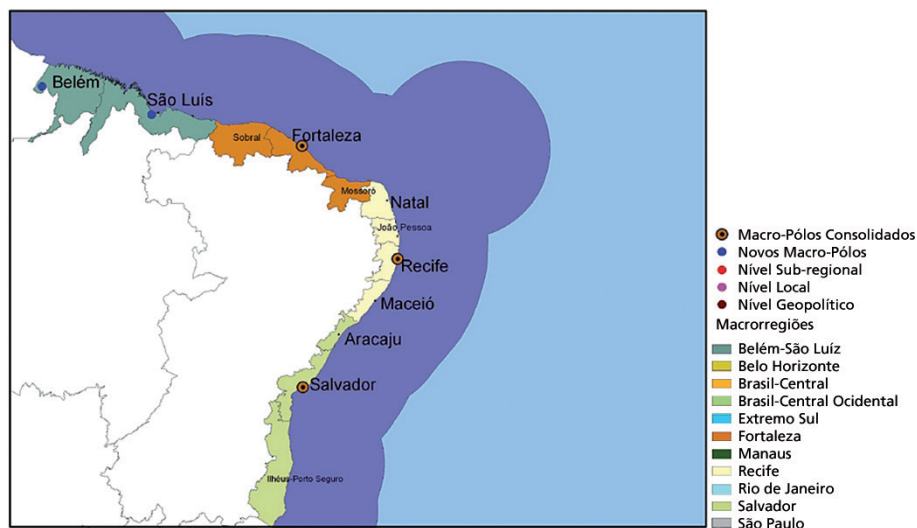 Belém
São Luís
Fortaleza
Sobral
Mossoró
Natal
João Pessoa
Recife
Maceió
Aracaju
Salvador
Ilhéus-Porto Seguro
Macro-Pólos Consolidados
Novos Macro-Pólos
Nível Sub-regional
Nível Local
Nível Geopolítico
Macrorregiões
Belém-São Luíz
Belo Horizonte
Brasil-Central
Brasil-Central Ocidental
Extremo Sul
Fortaleza
Manaus
Recife
Rio de Janeiro
Salvador
São Paulo